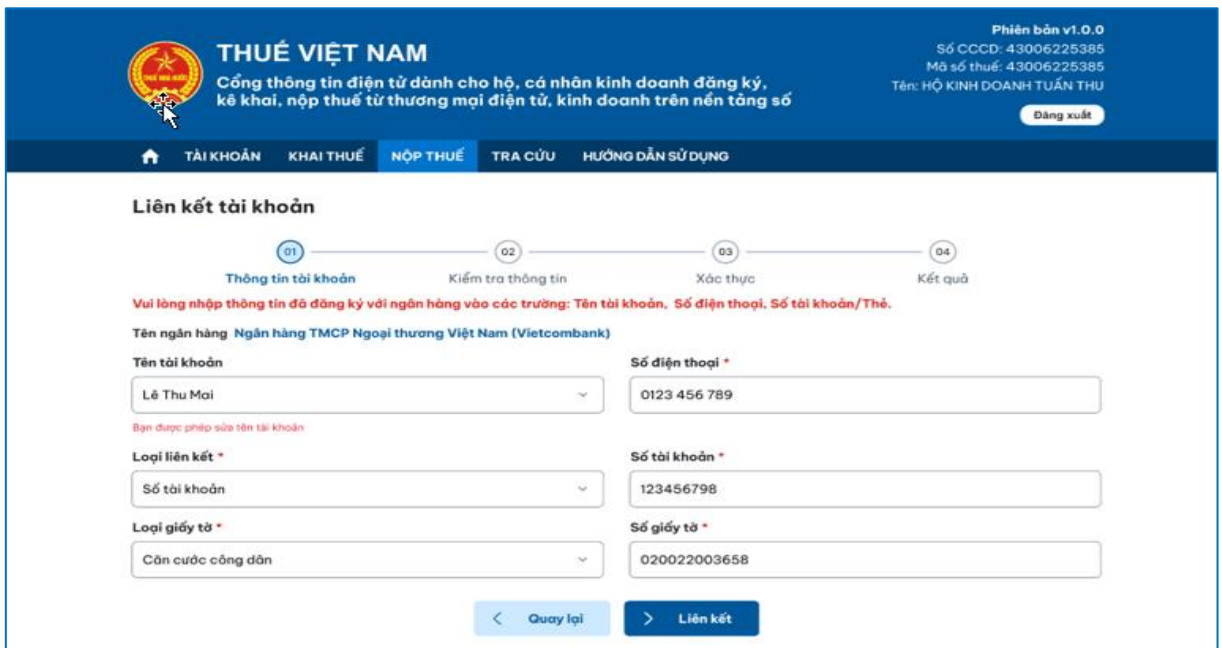 Phiên bản v1.0.0
Số CCCD: 43006225385
Mã số thuế: 43006225385
Tên: HỘ KINH DOANH TUẤN THU
Đăng xuất
THUẾ NHÀ NƯỚC
THUẾ VIỆT NAM
Cổng thông tin điện tử dành cho hộ, cá nhân kinh doanh đăng ký,
kê khai, nộp thuế từ thương mại điện tử, kinh doanh trên nền tảng số
TÀI KHOẢN KHAI THUẾ NỘP THUẾ TRA CỨU HƯỚNG DẪN SỬ DỤNG
Liên kết tài khoản
01 02 03 04
Thông tin tài khoản Kiểm tra thông tin Xác thực Kết quả
Vui lòng nhập thông tin đã đăng ký với ngân hàng vào các trường: Tên tài khoản, Số điện thoại, Số tài khoản/Thẻ.
Tên ngân hàng Ngân hàng TMCP Ngoại thương Việt Nam (Vietcombank)
Tên tài khoản Số điện thoại *
Lê Thu Mai 0123 456 789
Bạn được phép sửa tên tài khoản
Loại liên kết * Số tài khoản *
Số tài khoản 123456798
Loại giấy tờ * Số giấy tờ *
Căn cước công dân 020022003658
Quay lại Liên kết